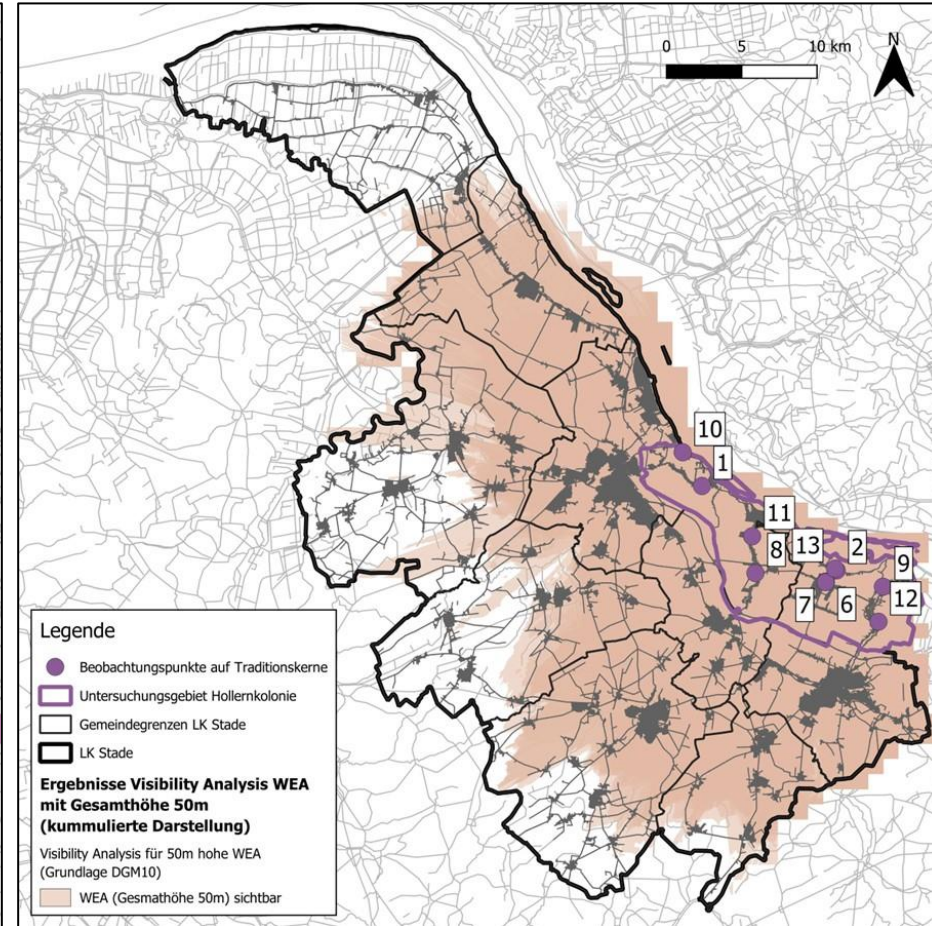 0 5 10 km
N
10
1
11
13
2
8
9
7
6
12
Legende
Beobachtungspunkte auf Traditionskerne
Untersuchungsgebiet Hollernkolonie
Gemeindegrenzen LK Stade
LK Stade
Ergebnisse Visibility Analysis WEA
mit Gesamthöhe 50m
(kummulierte Darstellung)
Visibility Analysis für 50m hohe WEA
(Grundlage DGM10)
WEA (Gesmathöhe 50m) sichtbar